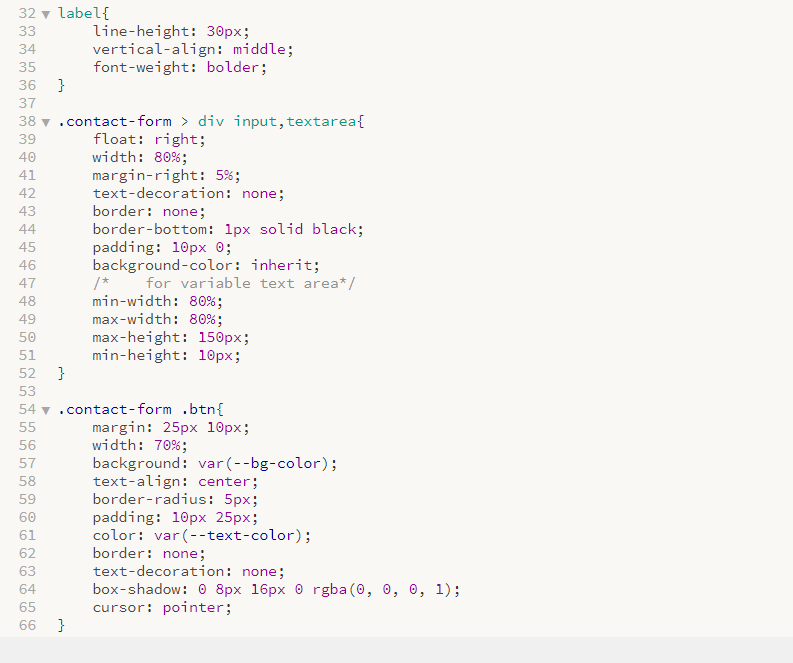 32 ▼ label{
33     line-height: 30px;
34     vertical-align: middle;
35     font-weight: bolder;
36 }
37
38 ▼ .contact-form > div input,textarea{
39     float: right;
40     width: 80%;
41     margin-right: 5%;
42     text-decoration: none;
43     border: none;
44     border-bottom: 1px solid black;
45     padding: 10px 0;
46     background-color: inherit;
47     /*    for variable text area*/
48     min-width: 80%;
49     max-width: 80%;
50     max-height: 150px;
51     min-height: 10px;
52 }
53
54 ▼ .contact-form .btn{
55     margin: 25px 10px;
56     width: 70%;
57     background: var(--bg-color);
58     text-align: center;
59     border-radius: 5px;
60     padding: 10px 25px;
61     color: var(--text-color);
62     border: none;
63     text-decoration: none;
64     box-shadow: 0 8px 16px 0 rgba(0, 0, 0, 1);
65     cursor: pointer;
66 }